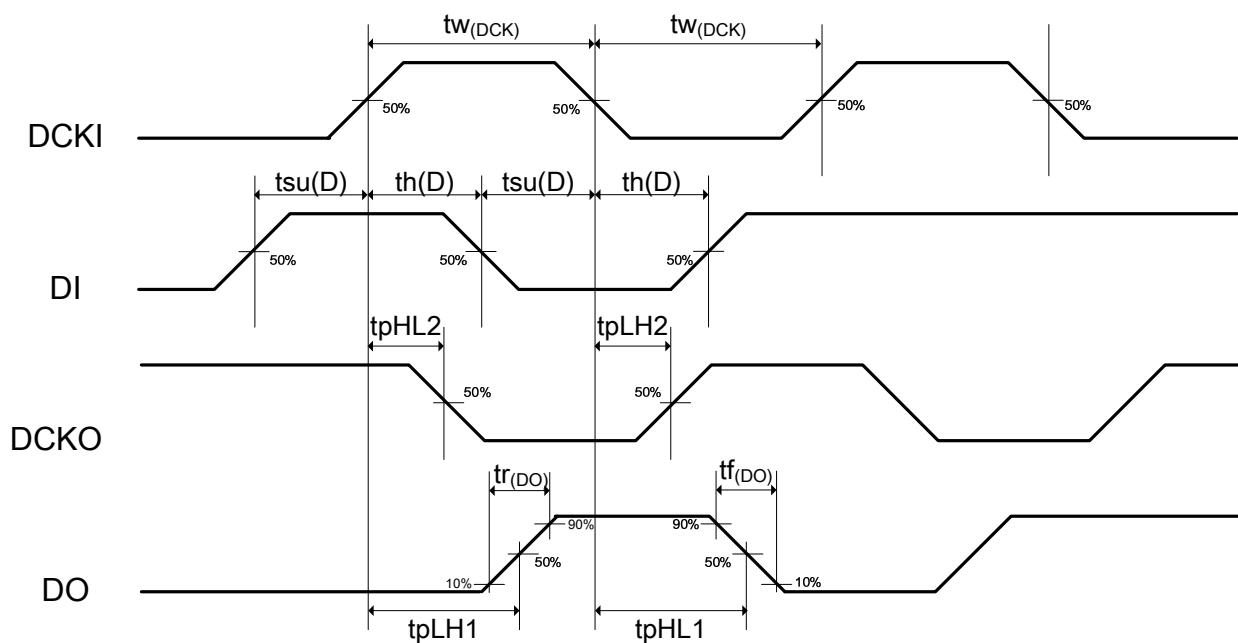 tw(DCK) tw(DCK)
DCKI
50% 50% 50% 50%
tsu(D) th(D) tsu(D) th(D)
DI
50% 50% 50%
tpHL2 tpLH2
DCKO
50% 50%
tr(DO) tf(DO)
90% 90%
50% 50%
DO
10% 10%
tpLH1 tpHL1